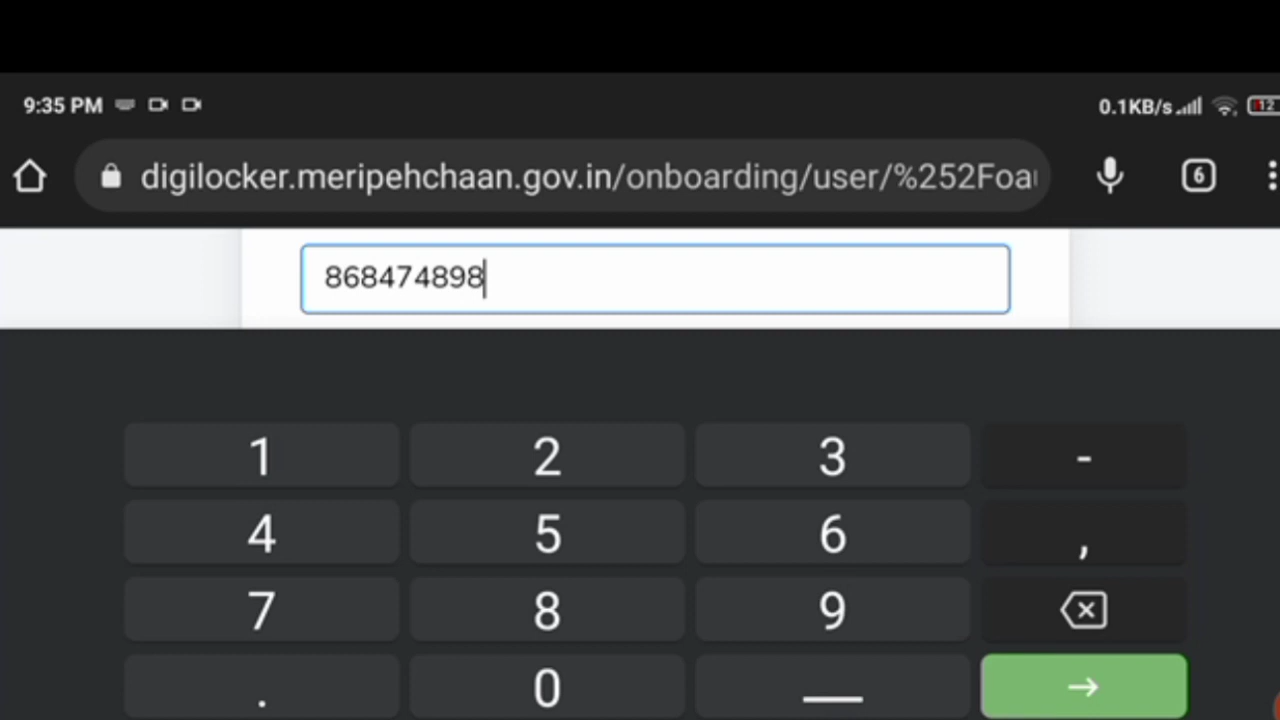 9:35 PM 0.1KB/s 12
digilocker.meripehchaan.gov.in/onboarding/user/%252Foa
6
868474898
1 2 3 -
4 5 6 ,
7 8 9
. 0